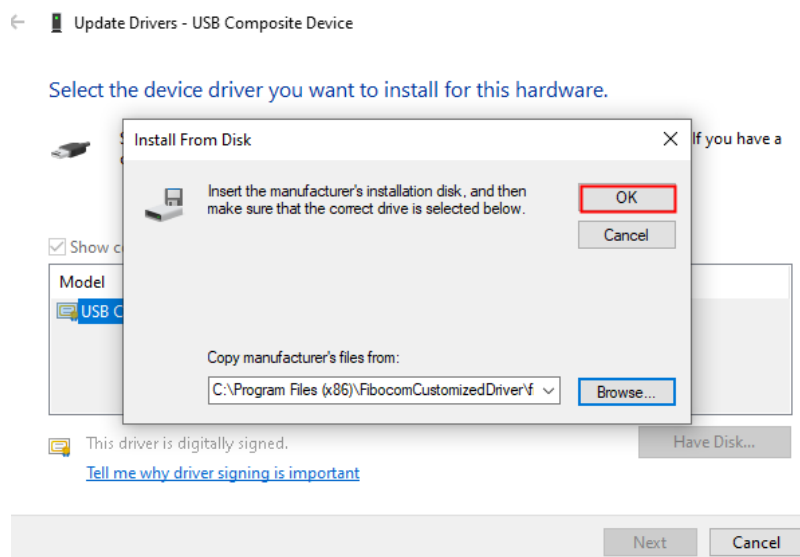 Update Drivers - USB Composite Device
Select the device driver you want to install for this hardware.
If you have a
Install From Disk
Insert the manufacturer's installation disk, and then
make sure that the correct drive is selected below.
OK
Cancel
Show c
Model
USB C
Copy manufacturer's files from:
C:\Program Files (x86)\FibocomCustomizedDriver\f
Browse...
This driver is digitally signed.
Have Disk...
Tell me why driver signing is important
Next
Cancel